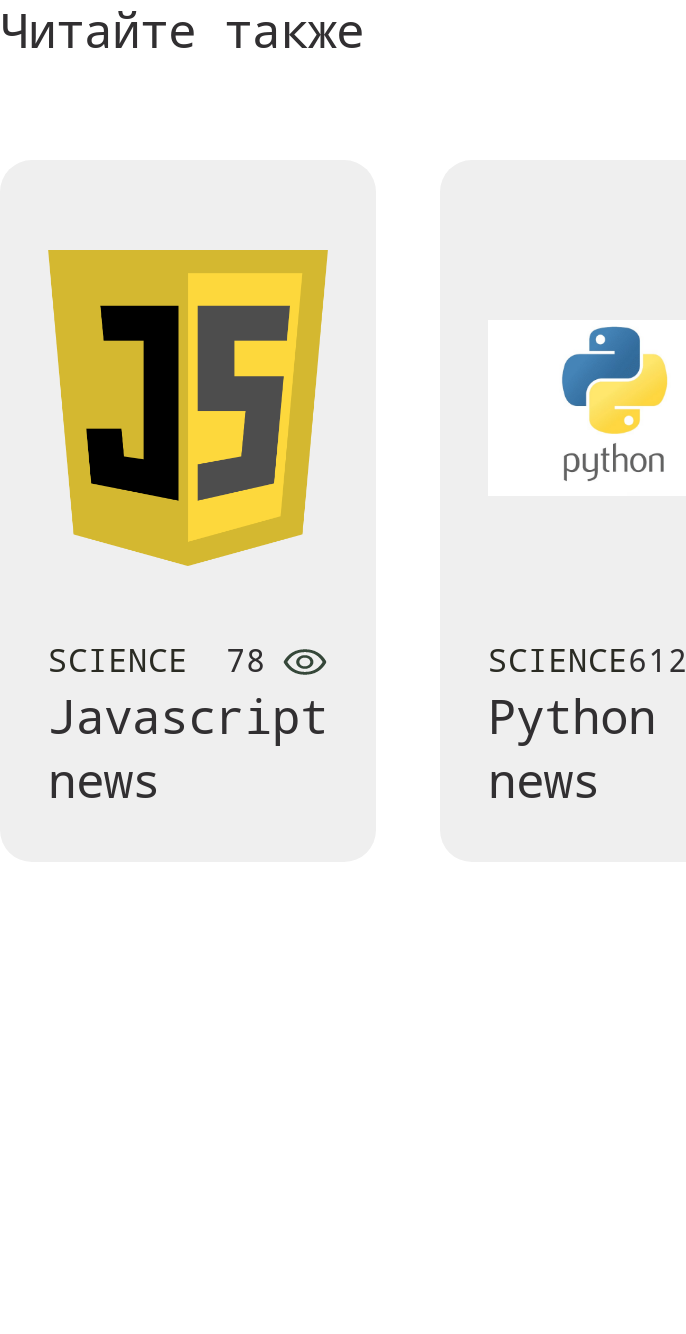 Читайте также
JS
python
SCIENCE 78
Javascript
news
SCIENCE612
Python
news